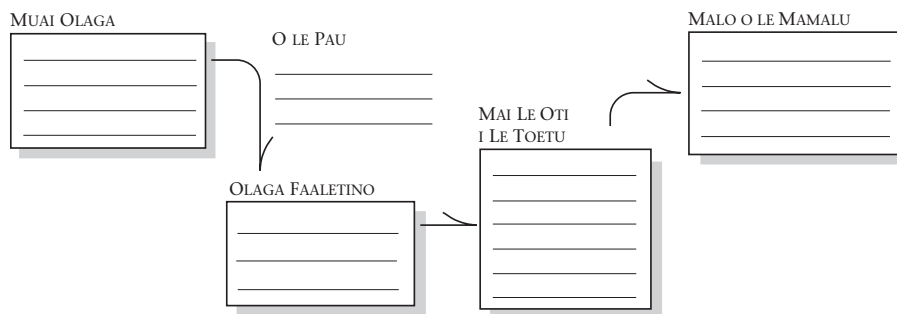 MUAI OLAGA
O LE PAU
OLAGA FAALETINO
MAI LE OTI
I LE TOETU
MALO O LE MAMALU